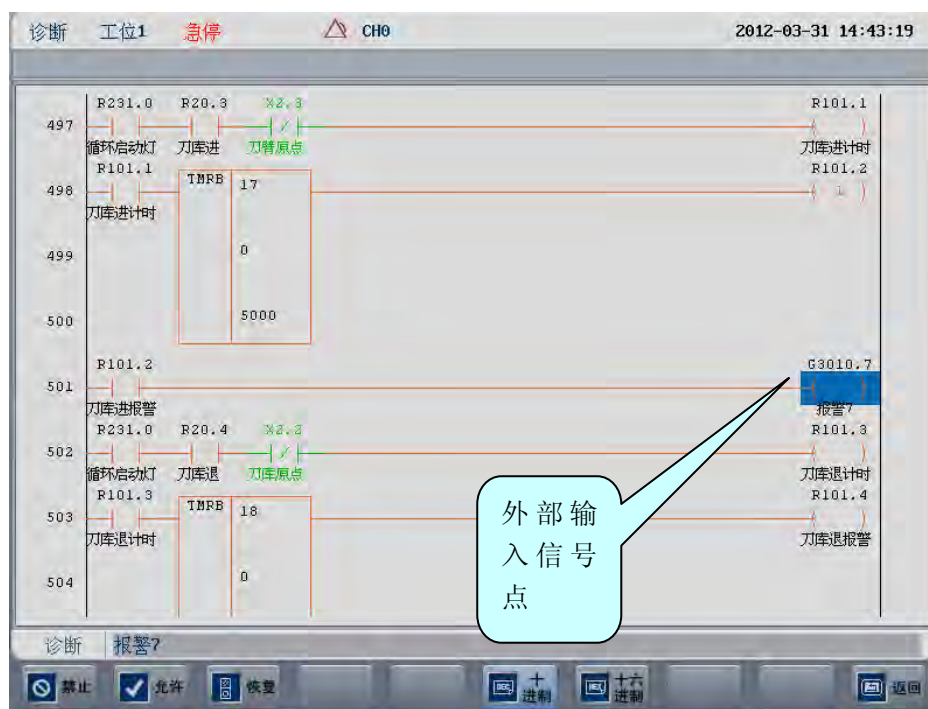 诊断 工位1 急停 CH0 2012-03-31 14:43:19
R231.0 R20.3 X2.3 R101.1
497
循环启动灯 刀库进 刀臂原点 刀库进计时
R101.1 TMRB 17 R101.2
498
刀库进计时
499 0
500 5000
R101.2 G3010.7
501
刀库进报警 报警7
R231.0 R20.4 X2.2 R101.3
502
循环启动灯 刀库退 刀库原点 刀库退计时
R101.3 TMRB 18 R101.4
503
刀库退计时 刀库退报警
504 0
外部输
入信号
点
诊断 报警7
禁止 允许 恢复 DEC 十进制 十六进制 返回